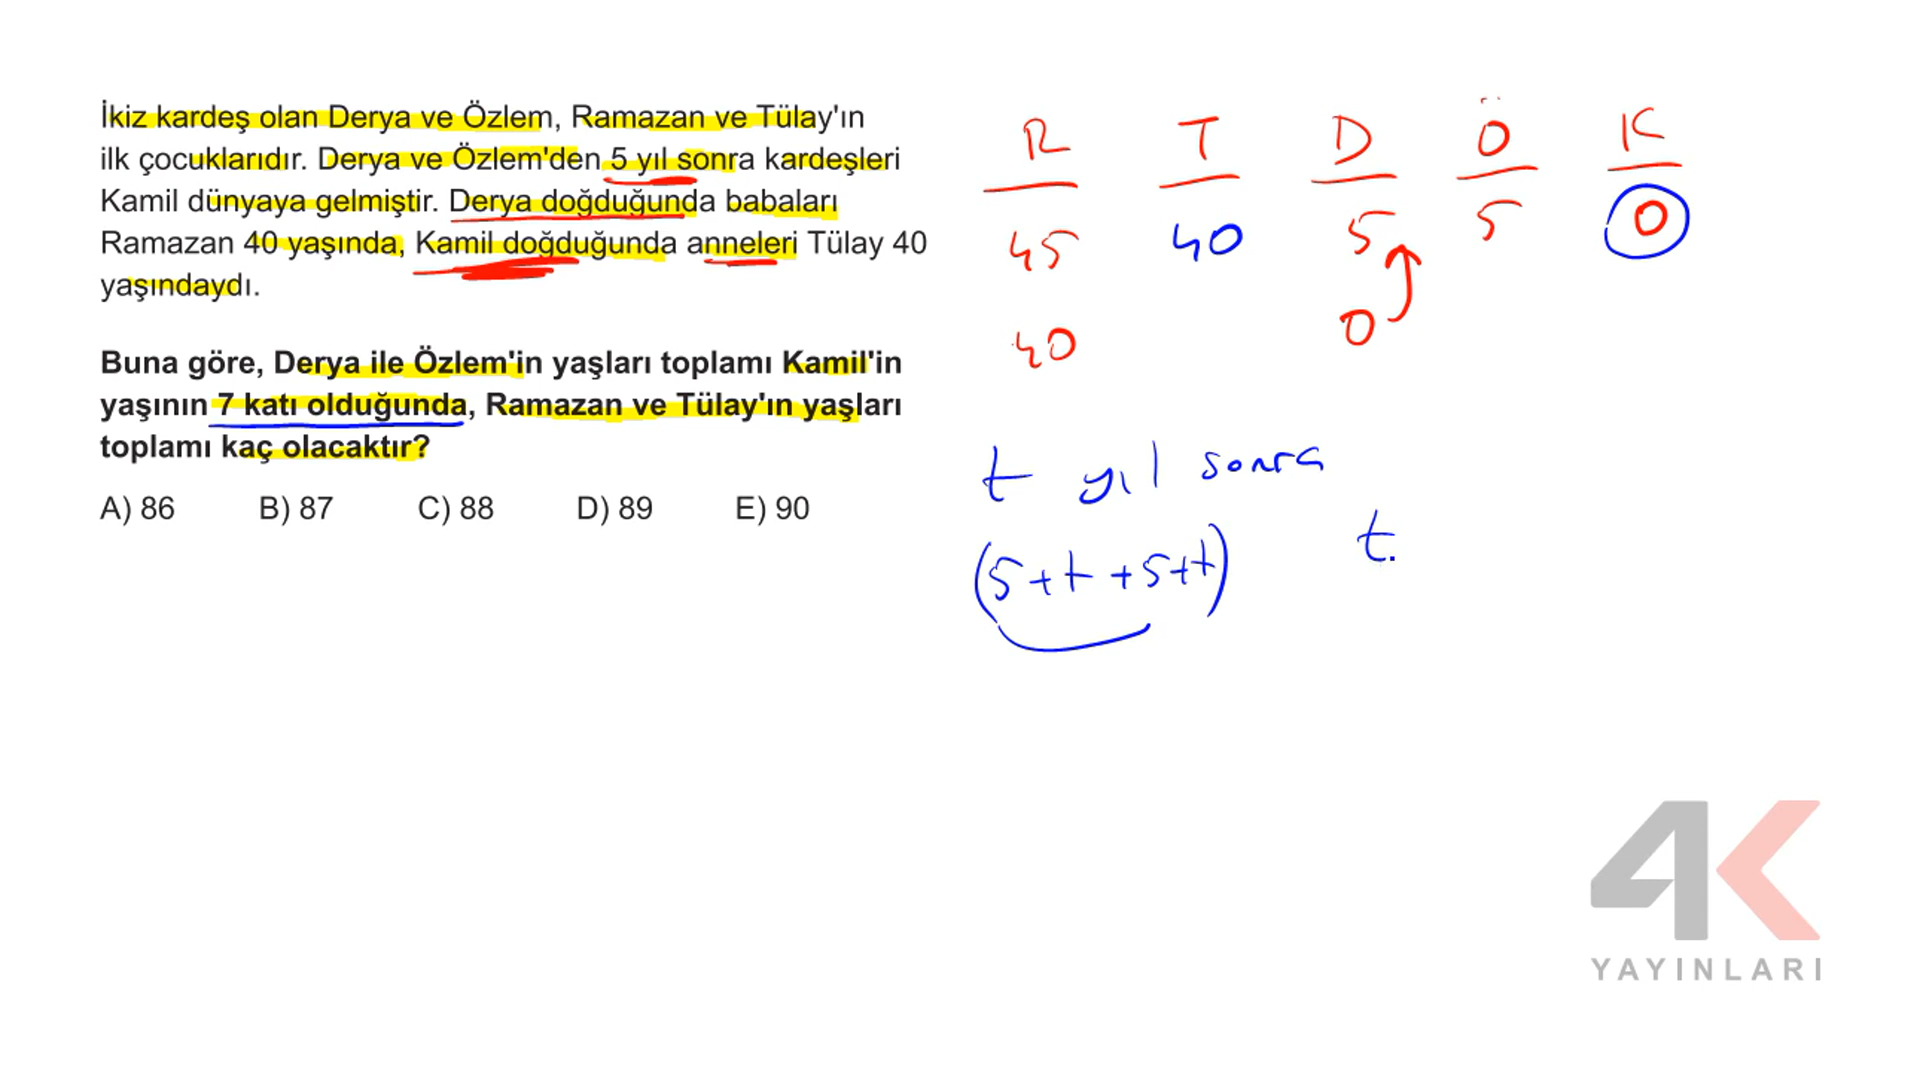 İkiz kardeş olan Derya ve Özlem, Ramazan ve Tülay'ın
ilk çocuklarıdır. Derya ve Özlem'den 5 yıl sonra kardeşleri
Kamil dünyaya gelmiştir. Derya doğduğunda babaları
Ramazan 40 yaşında, Kamil doğduğunda anneleri Tülay 40
yaşındaydı.
Buna göre, Derya ile Özlem'in yaşları toplamı Kamil'in
yaşının 7 katı olduğunda, Ramazan ve Tülay'ın yaşları
toplamı kaç olacaktır?
A) 86 B) 87 C) 88 D) 89 E) 90
R T D Ö K
45 40 5 5 0
40 0
t yıl sonra
(5+t+5+t) t.
4K
YAYINLARI